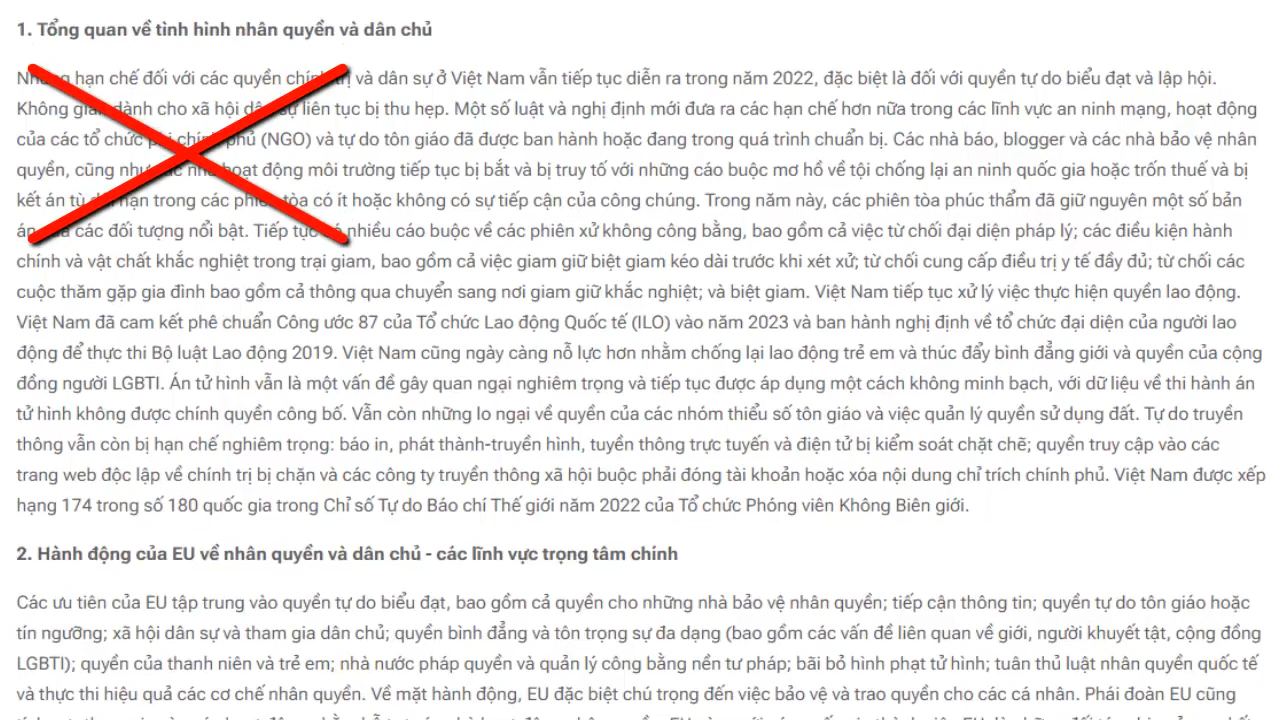 1. Tổng quan về tình hình nhân quyền và dân chủ
Những hạn chế đối với các quyền chính trị và dân sự ở Việt Nam vẫn tiếp tục diễn ra trong năm 2022, đặc biệt là đối với quyền tự do biểu đạt và lập hội.
Không gian dành cho xã hội dân sự liên tục bị thu hẹp. Một số luật và nghị định mới đưa ra các hạn chế hơn nữa trong các lĩnh vực an ninh mạng, hoạt động
của các tổ chức phi chính phủ (NGO) và tự do tôn giáo đã được ban hành hoặc đang trong quá trình chuẩn bị. Các nhà báo, blogger và các nhà bảo vệ nhân
quyền, cũng như các nhà hoạt động môi trường tiếp tục bị bắt và bị truy tố với những cáo buộc mơ hồ về tội chống lại an ninh quốc gia hoặc trốn thuế và bị
kết án tù dài hạn trong các phiên tòa có ít hoặc không có sự tiếp cận của công chúng. Trong năm này, các phiên tòa phúc thẩm đã giữ nguyên một số bản
án của các đối tượng nổi bật. Tiếp tục có nhiều cáo buộc về các phiên xử không công bằng, bao gồm cả việc từ chối đại diện pháp lý; các điều kiện hành
chính và vật chất khắc nghiệt trong trại giam, bao gồm cả việc giam giữ biệt giam kéo dài trước khi xét xử; từ chối cung cấp điều trị y tế đầy đủ; từ chối các
cuộc thăm gặp gia đình bao gồm cả thông qua chuyển sang nơi giam giữ khắc nghiệt; và biệt giam. Việt Nam tiếp tục xử lý việc thực hiện quyền lao động.
Việt Nam đã cam kết phê chuẩn Công ước 87 của Tổ chức Lao động Quốc tế (ILO) vào năm 2023 và ban hành nghị định về tổ chức đại diện của người lao
động để thực thi Bộ luật Lao động 2019. Việt Nam cũng ngày càng nỗ lực hơn nhằm chống lại lao động trẻ em và thúc đẩy bình đẳng giới và quyền của cộng
đồng người LGBTI. Án tử hình vẫn là một vấn đề gây quan ngại nghiêm trọng và tiếp tục được áp dụng một cách không minh bạch, với dữ liệu về thi hành án
tử hình không được chính quyền công bố. Vẫn còn những lo ngại về quyền của các nhóm thiểu số tôn giáo và việc quản lý quyền sử dụng đất. Tự do truyền
thông vẫn còn bị hạn chế nghiêm trọng: báo in, phát thành-truyền hình, tuyền thông trực tuyến và điện tử bị kiểm soát chặt chẽ; quyền truy cập vào các
trang web độc lập về chính trị bị chặn và các công ty truyền thông xã hội buộc phải đóng tài khoản hoặc xóa nội dung chỉ trích chính phủ. Việt Nam được xếp
hạng 174 trong số 180 quốc gia trong Chỉ số Tự do Báo chí Thế giới năm 2022 của Tổ chức Phóng viên Không Biên giới.
2. Hành động của EU về nhân quyền và dân chủ - các lĩnh vực trọng tâm chính
Các ưu tiên của EU tập trung vào quyền tự do biểu đạt, bao gồm cả quyền cho những nhà bảo vệ nhân quyền; tiếp cận thông tin; quyền tự do tôn giáo hoặc
tín ngưỡng; xã hội dân sự và tham gia dân chủ; quyền bình đẳng và tôn trọng sự đa dạng (bao gồm các vấn đề liên quan về giới, người khuyết tật, cộng đồng
LGBTI); quyền của thanh niên và trẻ em; nhà nước pháp quyền và quản lý công bằng nền tư pháp; bãi bỏ hình phạt tử hình; tuân thủ luật nhân quyền quốc tế
và thực thi hiệu quả các cơ chế nhân quyền. Về mặt hành động, EU đặc biệt chú trọng đến việc bảo vệ và trao quyền cho các cá nhân. Phái đoàn EU cũng